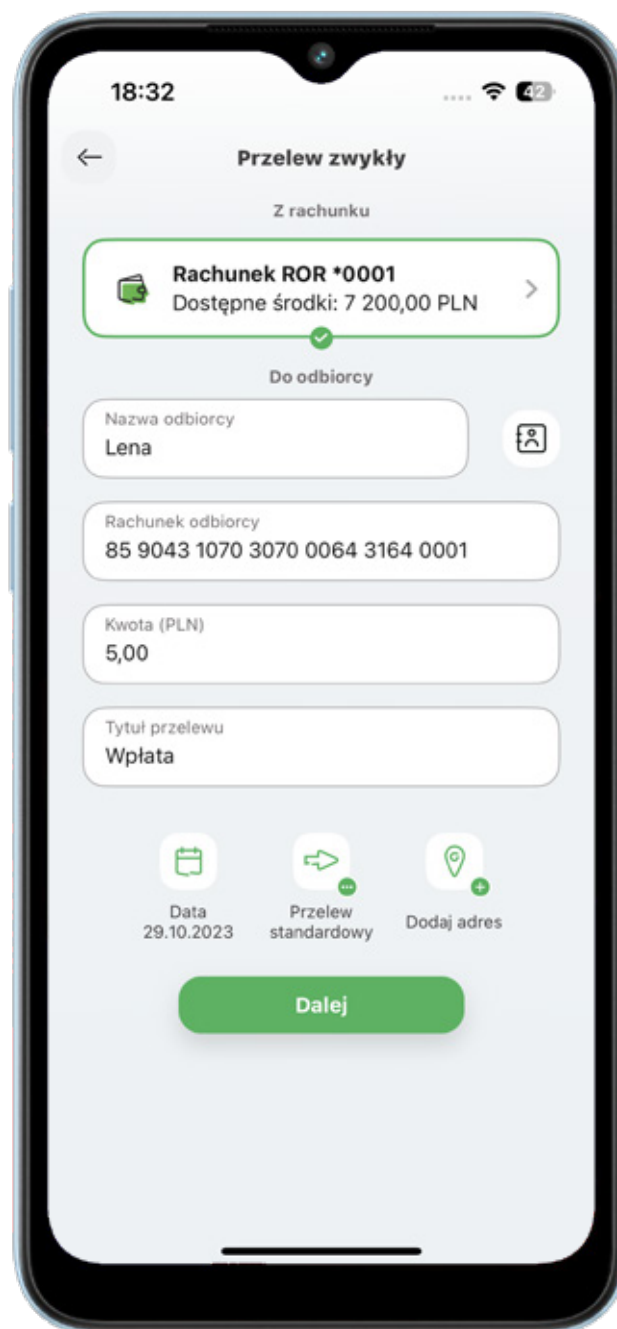 18:32
42
Przelew zwykły
Z rachunku
Rachunek ROR *0001
Dostępne środki: 7 200,00 PLN
Do odbiorcy
Nazwa odbiorcy
Lena
Rachunek odbiorcy
85 9043 1070 3070 0064 3164 0001
Kwota (PLN)
5,00
Tytuł przelewu
Wpłata
Data
29.10.2023
Przelew
standardowy
Dodaj adres
Dalej